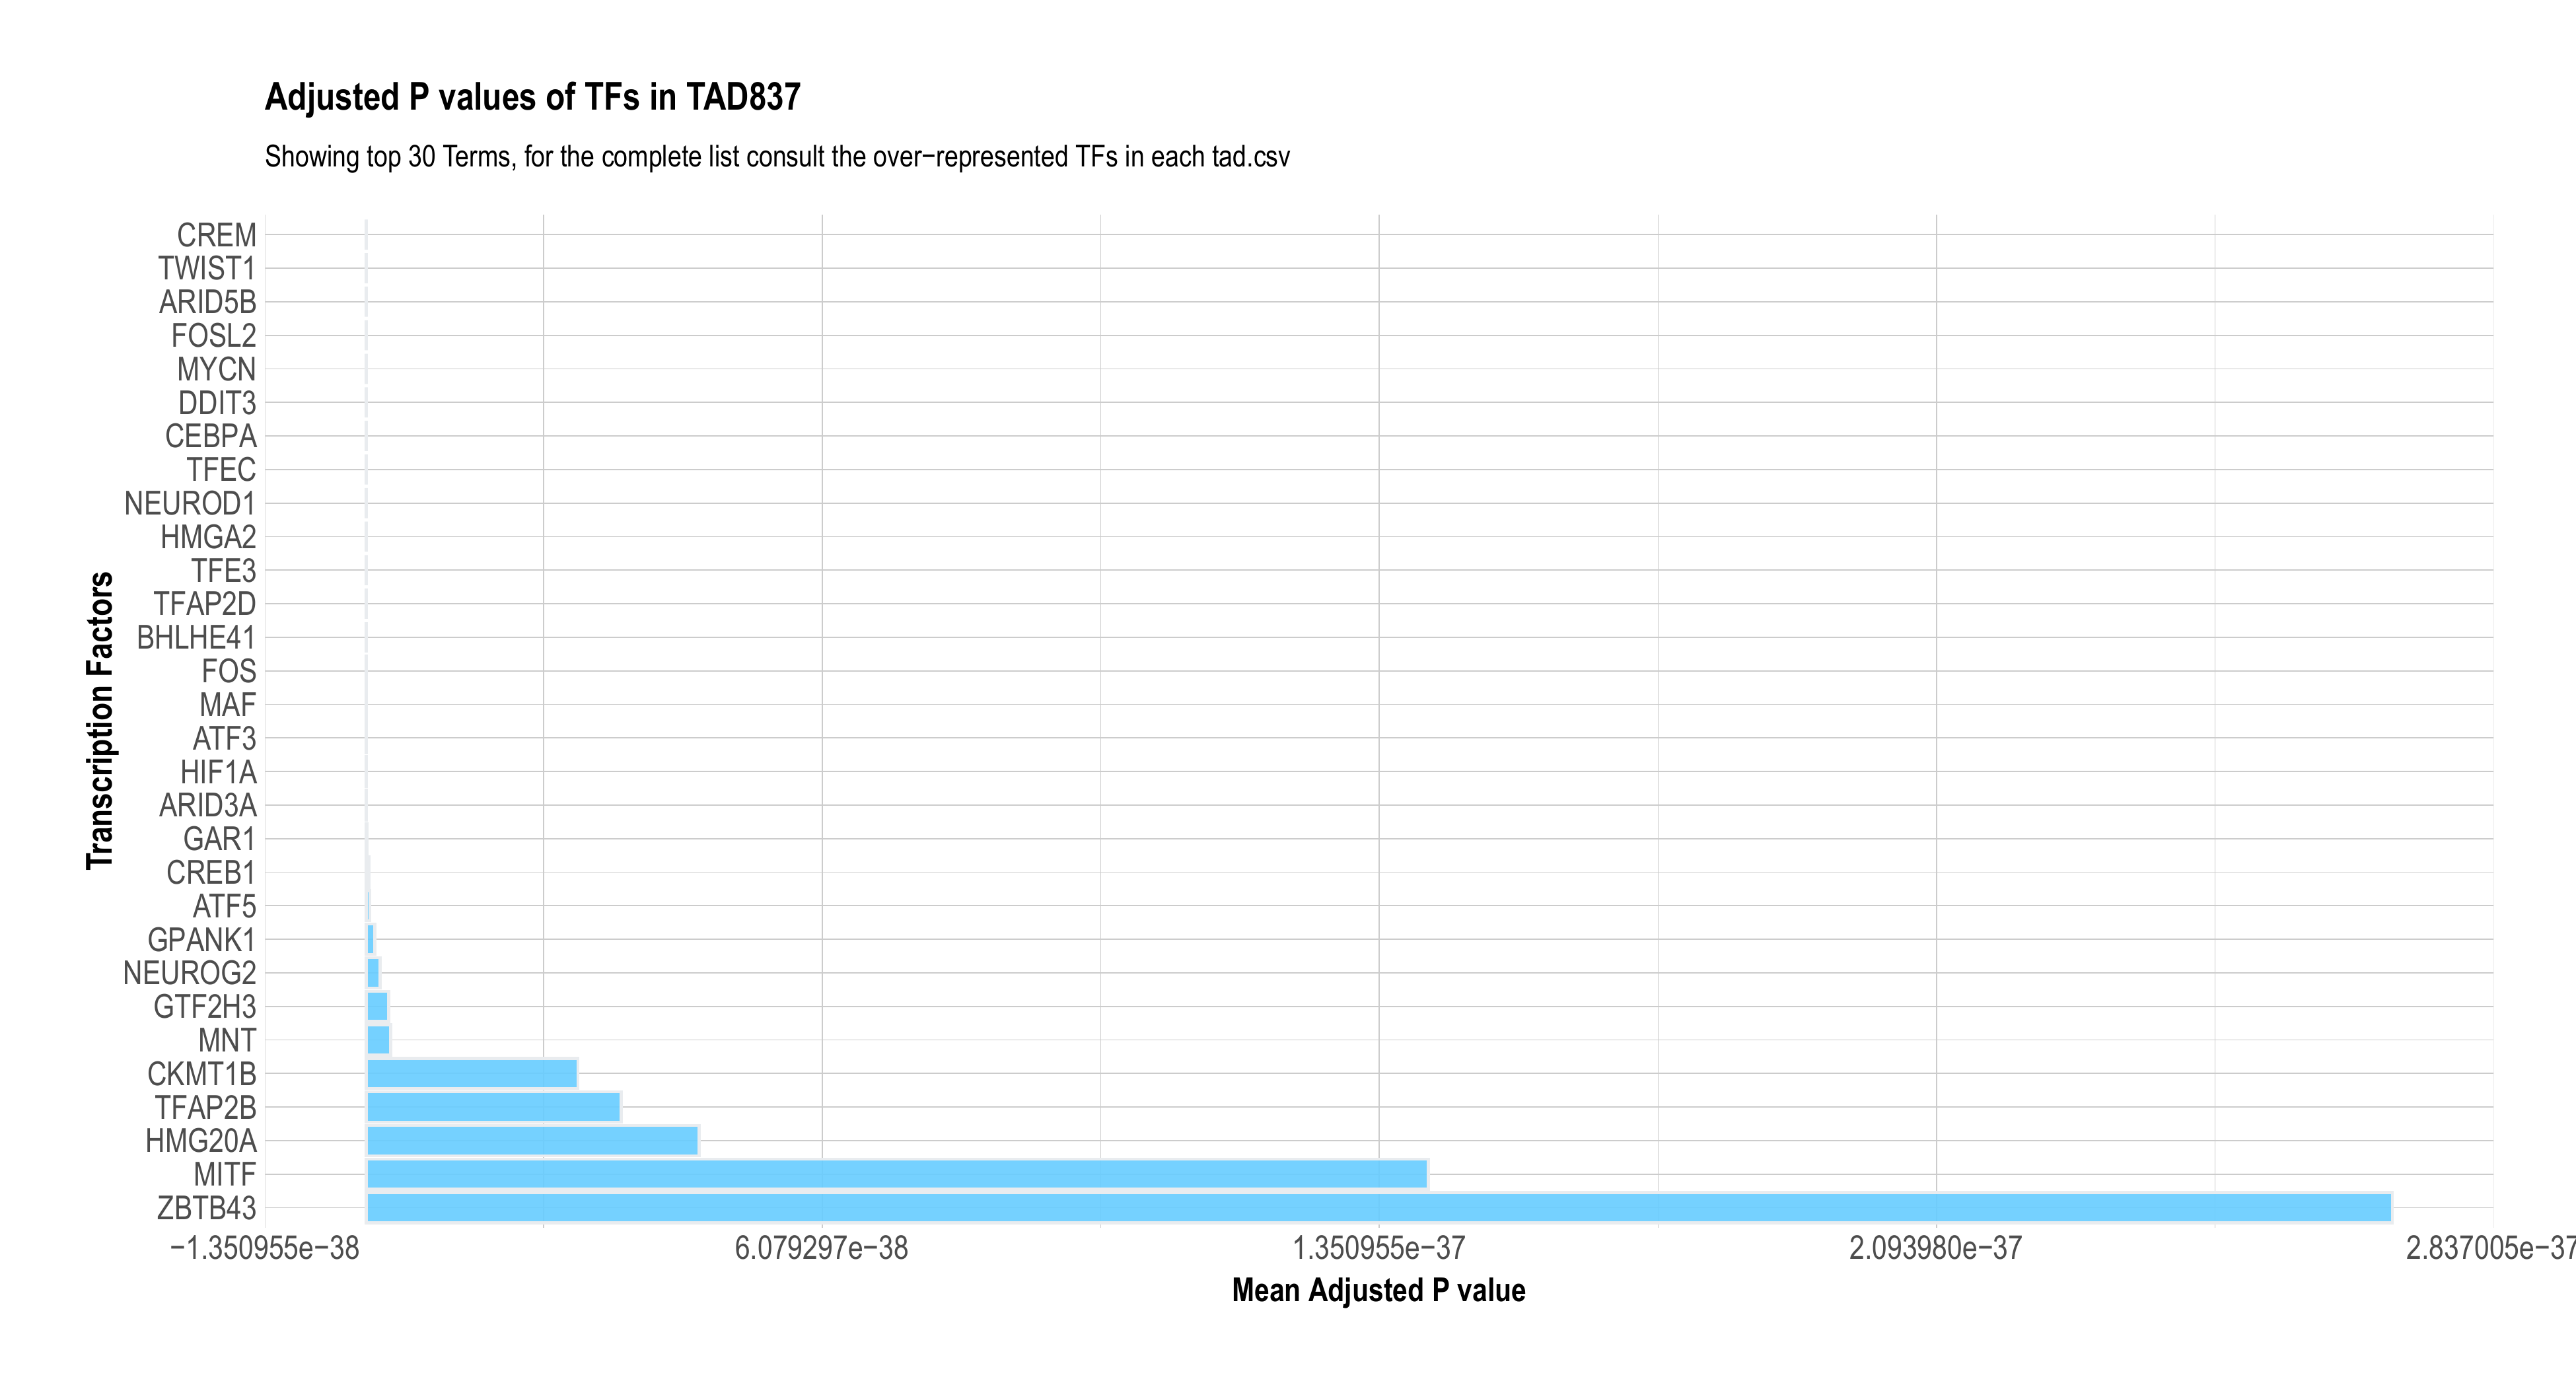 Adjusted P values of TFs in TAD837
Showing top 30 Terms, for the complete list consult the over−represented TFs in each tad.csv
Transcription Factors
CREM
TWIST1
ARID5B
FOSL2
MYCN
DDIT3
CEBPA
TFEC
NEUROD1
HMGA2
TFE3
TFAP2D
BHLHE41
FOS
MAF
ATF3
HIF1A
ARID3A
GAR1
CREB1
ATF5
GPANK1
NEUROG2
GTF2H3
MNT
CKMT1B
TFAP2B
HMG20A
MITF
ZBTB43
−1.350955e−38 6.079297e−38 1.350955e−37 2.093980e−37 2.837005e−37
Mean Adjusted P value